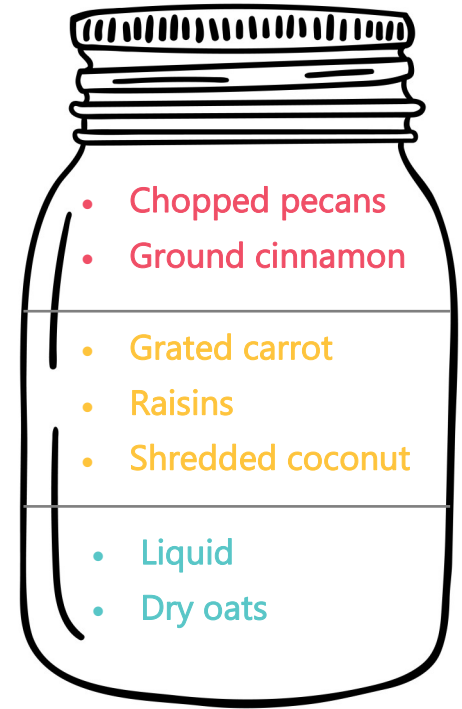 • Chopped pecans
• Ground cinnamon
• Grated carrot
• Raisins
• Shredded coconut
• Liquid
• Dry oats